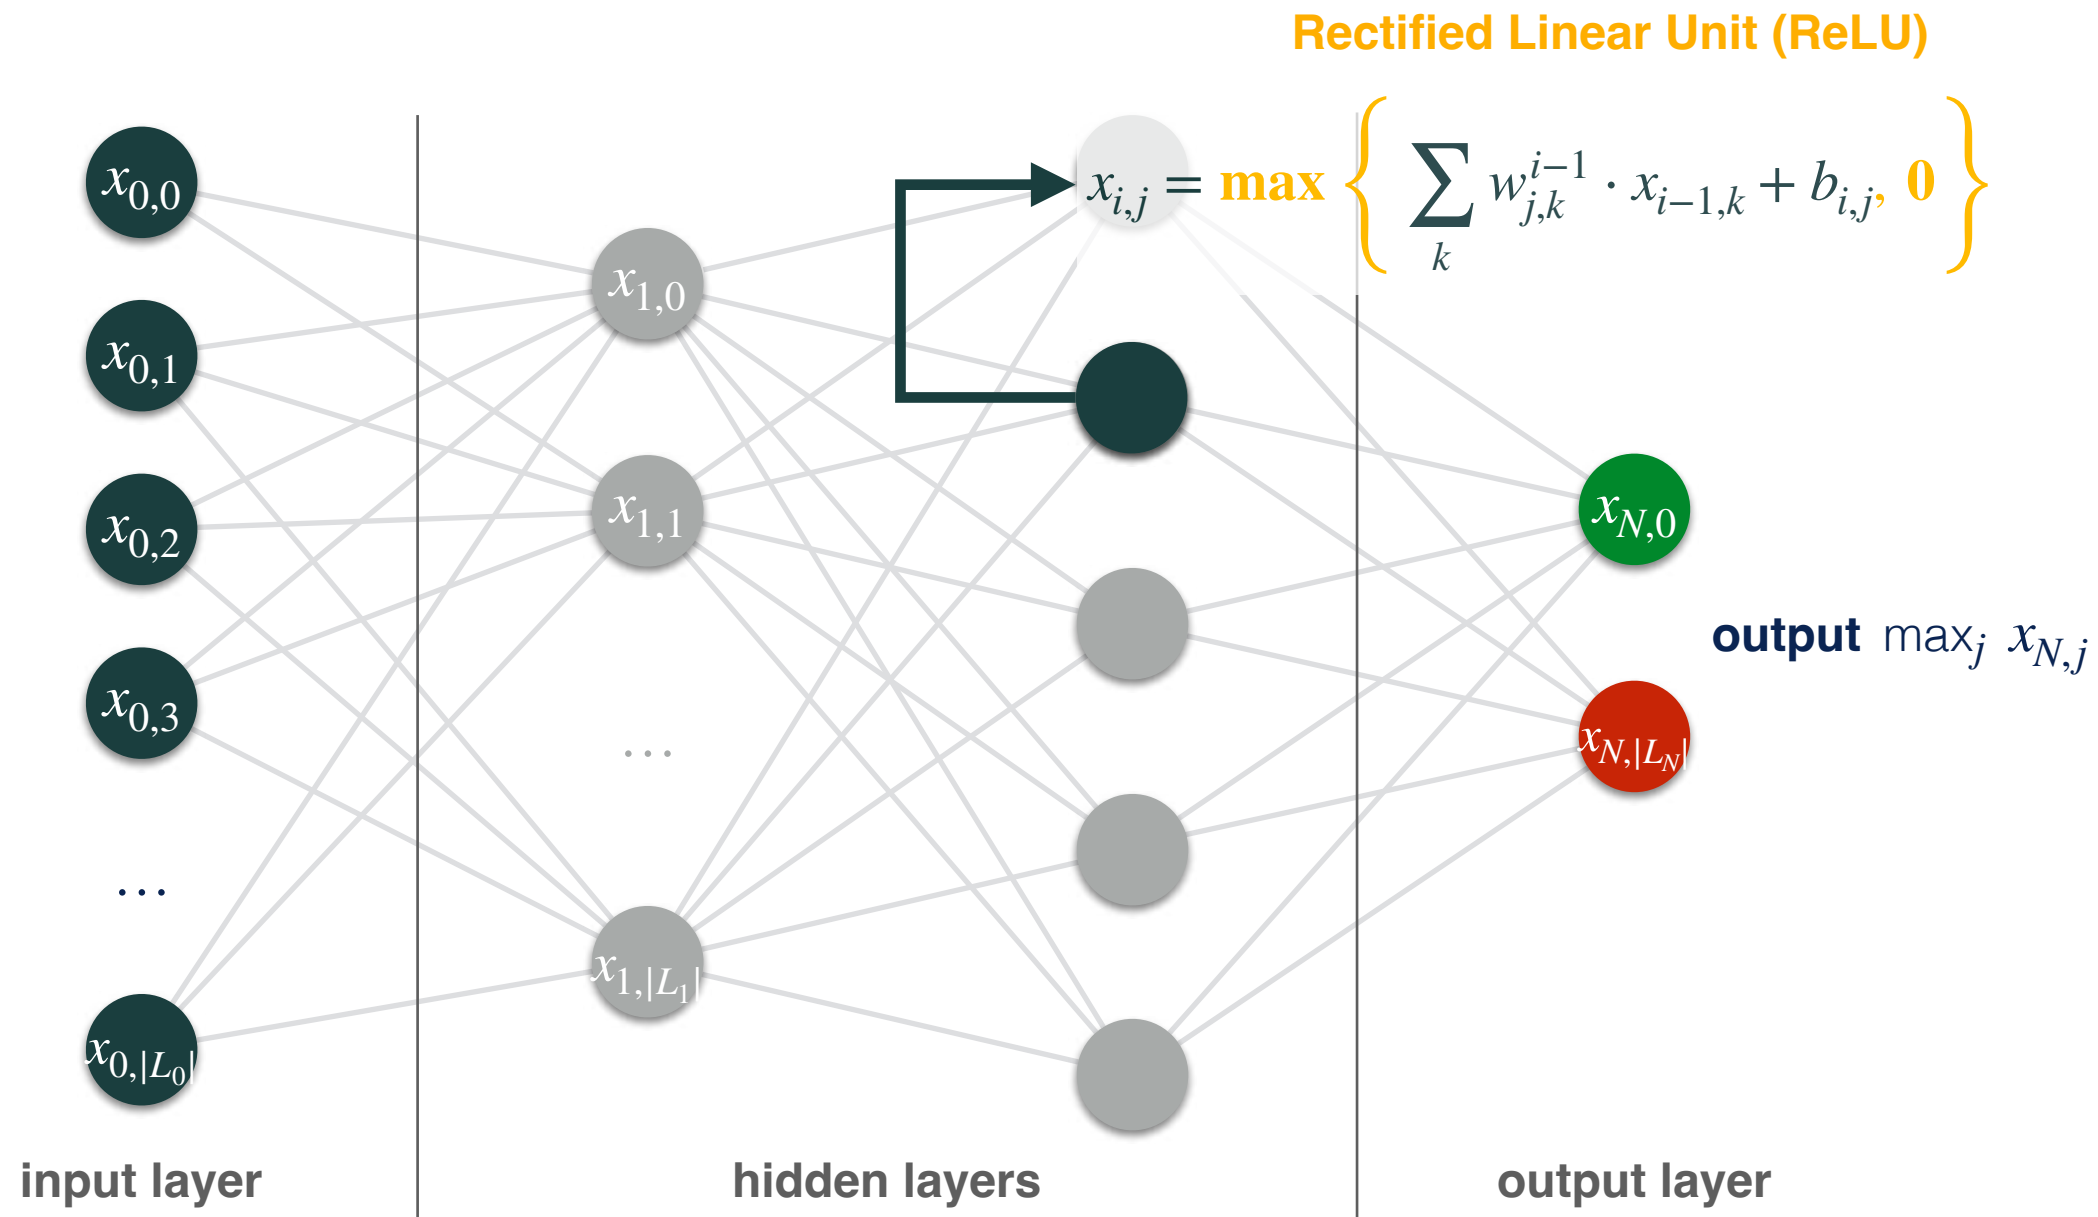 Rectified Linear Unit (ReLU)
x_{i,j} = max { ∑_k w_{j,k}^{i−1} · x_{i−1,k} + b_{i,j}, 0 }
x_{0,0}
x_{0,1}
x_{0,2}
x_{0,3}
…
x_{0,|L_0|}
x_{1,0}
x_{1,1}
…
x_{1,|L_1|}
x_{N,0}
x_{N,|L_N|}
output max_j x_{N,j}
input layer
hidden layers
output layer